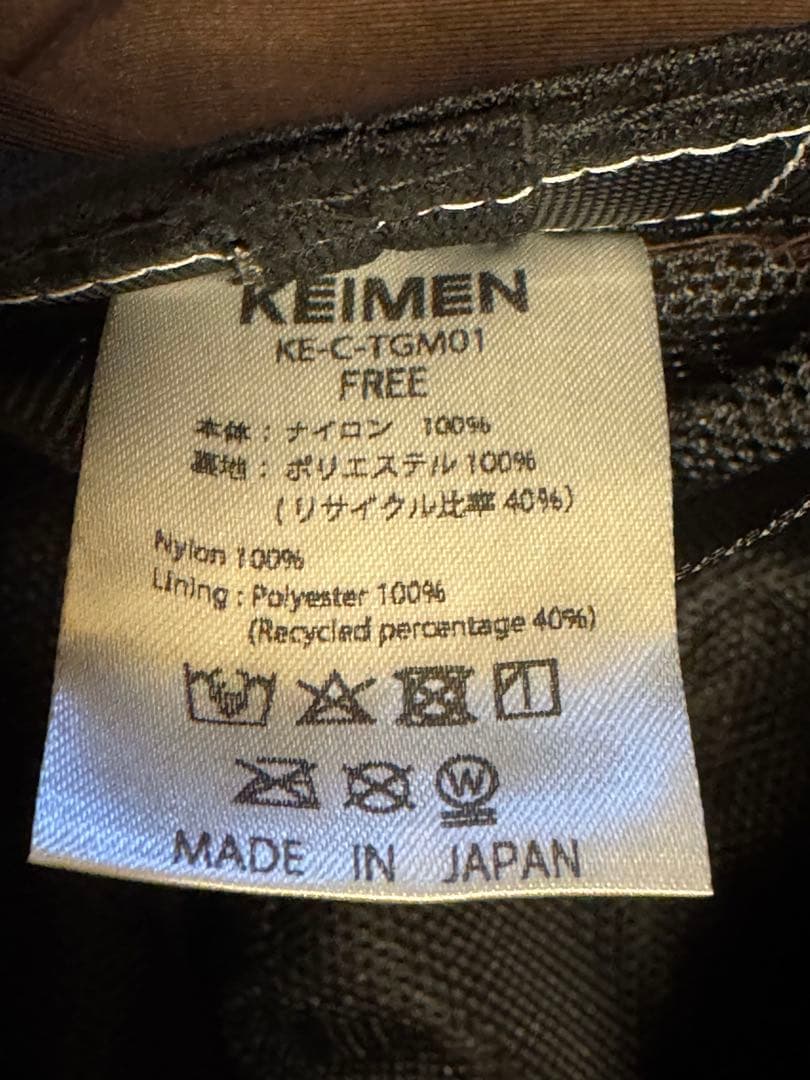 KEIMEN
KE-C-TGM01
FREE
本体：ナイロン　100%
裏地：ポリエステル 100%
(リサイクル比率 40%)
Nylon 100%
Lining : Polyester 100%
(Recycled percentage 40%)
W
MADE IN JAPAN